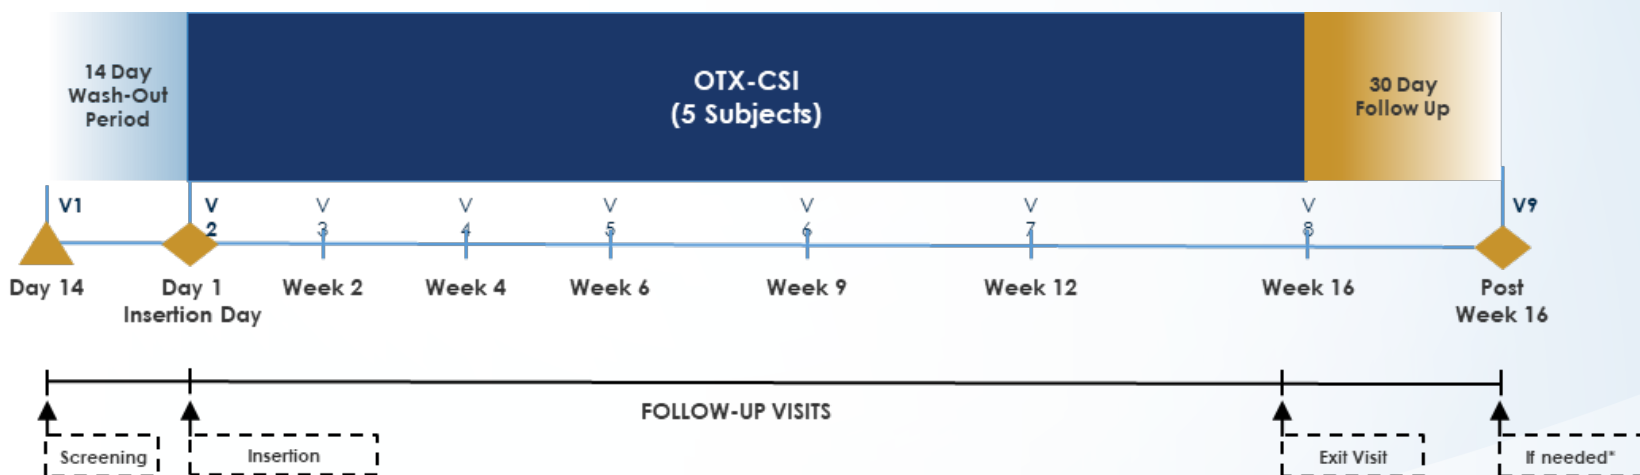 14 Day
Wash-Out
Period
OTX-CSI
(5 Subjects)
30 Day
Follow Up
V1
V
2
V
3
V
4
V
5
V
6
V
7
V
8
V9
Day 14
Day 1
Insertion Day
Week 2
Week 4
Week 6
Week 9
Week 12
Week 16
Post
Week 16
FOLLOW-UP VISITS
Screening
Insertion
Exit Visit
If needed*